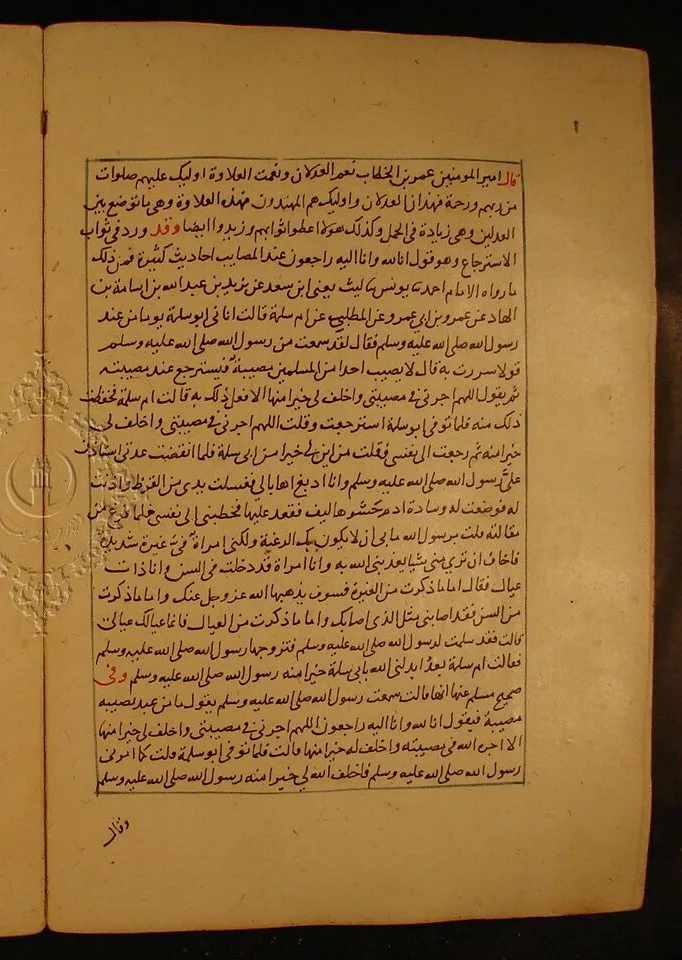 قال امير المومنين عمر بن الخطاب نعم العدلان ونعمت العلاوة اوليك عليهم صلوات
من ربهم ورحمة فهذان العدلان واوليك هم المهتدون فهذه العلاوة وهي ما توضع بين
العدلين وهي زيادة في الحمل وكذلك هولا اعطوا ثوابهم وزيدوا ايضا وقد ورد في ثواب
الاسترجاع وهو قول انا لله وانا اليه راجعون عند المصايب احاديث كثيرة فمن ذلك
ما رواه الامام احمد يونس ليث يعني ابن سعد عن يزيد بن عبد الله بن اسامة بن
الهاد عن عمرو بن ابي عمرو عن المطلب عن ام سلمة قالت اتاني ابو سلمة يوما من عند
رسول الله صلى الله عليه وسلم فقال لقد سمعت من رسول الله صلى الله عليه وسلم
قولا سررت به قال لا يصيب احدا من المسلمين مصيبة فيسترجع عند مصيبته
ثم يقول اللهم اجرني في مصيبتي واخلف لي خيرا منها الا فعل ذلك به قالت ام سلمة فحفظت
ذلك منه فلما توفي ابو سلمة استرجعت وقلت اللهم اجرني في مصيبتي واخلف لي
خيرا منه ثم رجعت الى نفسي فقلت من اين لي خيرا من ابي سلمة فلما انقضت عدتي استاذن
علي رسول الله صلى الله عليه وسلم وانا ادبغ اهابا لي فغسلت يدي من القرظ واذنت
له فوضعت له وسادة ادم حشوها ليف فقعد عليها فخطبني الى نفسي فلما فرغ من
مقالته قلت يرسول الله ما بي ان لا يكون بك الرغبة ولكني امراة في غيرة شديدة
فاخاف ان ترى مني شيا يعذبني الله به وانا امراة قد دخلت في السن وانا ذات
عيال فقال اما ما ذكرت من الغيرة فسوف يذهبها الله عز وجل عنك واما ما ذكرت
من السن فقد اصابني مثل الذي اصابك واما ما ذكرت من العيال فانما عيالك عيالي
قالت فقد سلمت لرسول الله صلى الله عليه وسلم فتزوجها رسول الله صلى الله عليه وسلم
فقالت ام سلمة بعد ابدلني الله بابي سلمة خيرا منه رسول الله صلى الله عليه وسلم وفي
صحيح مسلم عنها انها قالت سمعت رسول الله صلى الله عليه وسلم يقول ما من عبد تصيبه
مصيبة فيقول انا لله وانا اليه راجعون اللهم اجرني في مصيبتي واخلف لي خيرا منها
الا اجره الله في مصيبته واخلف له خيرا منها قالت فلما توفي ابو سلمة قلت كما امرني
رسول الله صلى الله عليه وسلم فاخلف الله لي خيرا منه رسول الله صلى الله عليه وسلم
وقال